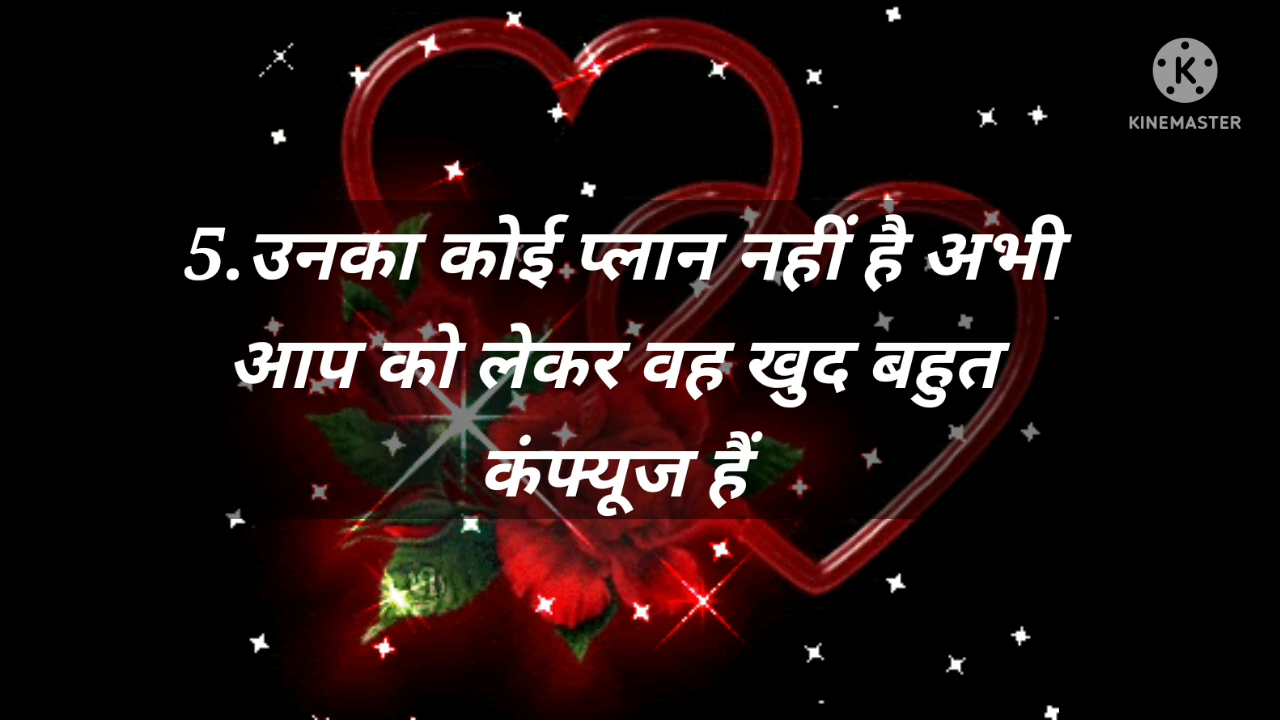 KINEMASTER
5.उनका कोई प्लान नहीं है अभी
आप को लेकर वह खुद बहुत
कंफ्यूज हैं